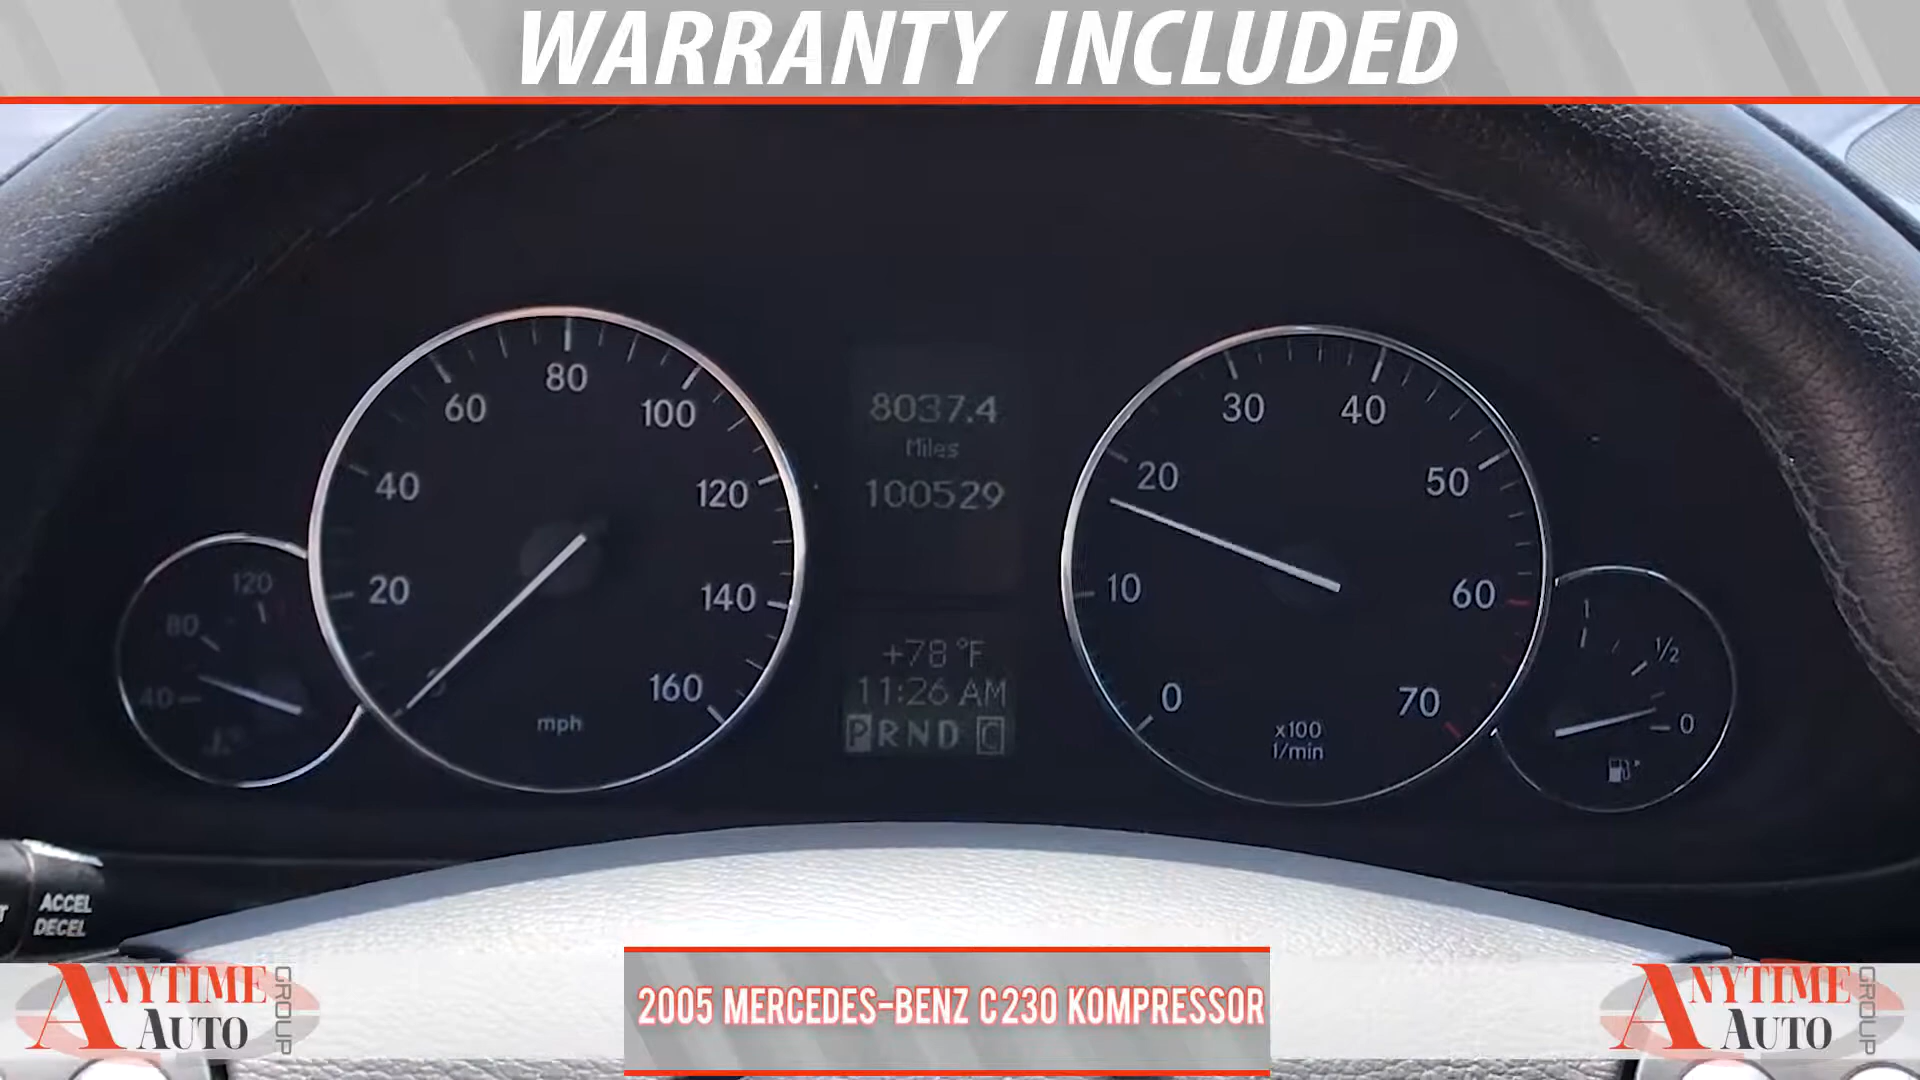 WARRANTY INCLUDED
80
60
100
40
120
20
140
0
160
mph
120
80
40
8037.4
Miles
100529
+78 °F
11:26 AM
PRND C
30
40
20
50
10
60
0
70
x100
1/min
1
1/2
0
ACCEL
DECEL
ANYTIME
AUTO
GROUP
2005 MERCEDES-BENZ C230 KOMPRESSOR
ANYTIME
AUTO
GROUP